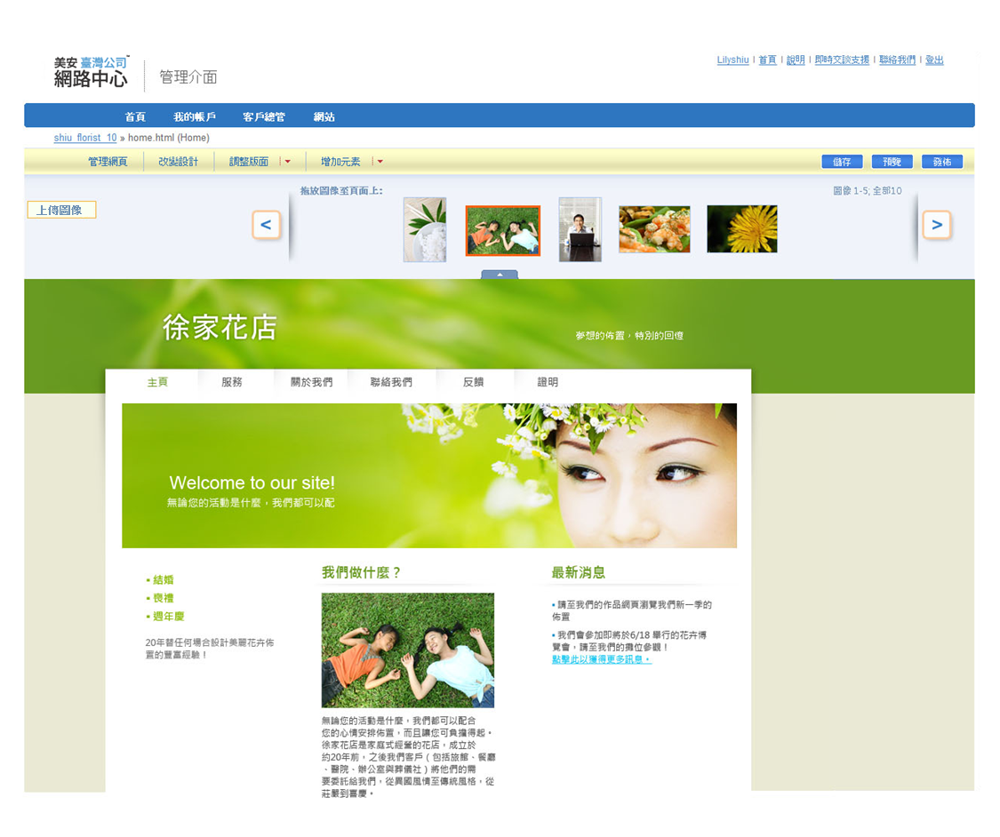 美安 臺灣公司
網路中心
管理介面
Lilyshiu | 首頁 | 說明 | 即時交談支援 | 聯絡我們 | 登出
首頁 我的帳戶 客戶總管 網站
shiu_florist_10 » home.html (Home)
管理網頁 改變設計 調整版面 增加元素 儲存 預覽 發佈
拖放圖像至頁面上: 圖像 1-5; 全部10
上傳圖像
< >
徐家花店
夢想的佈置，特別的回憶
主頁 服務 關於我們 聯絡我們 反饋 證明
Welcome to our site!
無論您的活動是什麼，我們都可以配
• 結婚
• 喪禮
• 週年慶
20年替任何場合設計美麗花卉佈
置的豐富經驗！
我們做什麼？
無論您的活動是什麼，我們都可以配合
您的心情安排佈置，而且讓您可負擔得起。
徐家花店是家庭式經營的花店，成立於
約20年前，之後我們客戶 ( 包括旅館、餐廳
、醫院、辦公室與葬儀社 ) 將他們的需
要委託給我們，從異國風情至傳統風格，從
莊嚴到喜慶。
最新消息
• 請至我們的作品網頁瀏覽我們新一季的
佈置
• 我們會參加即將於6/18 舉行的花卉博
覽會，請至我們的攤位參觀！
點擊此以獲得更多訊息。